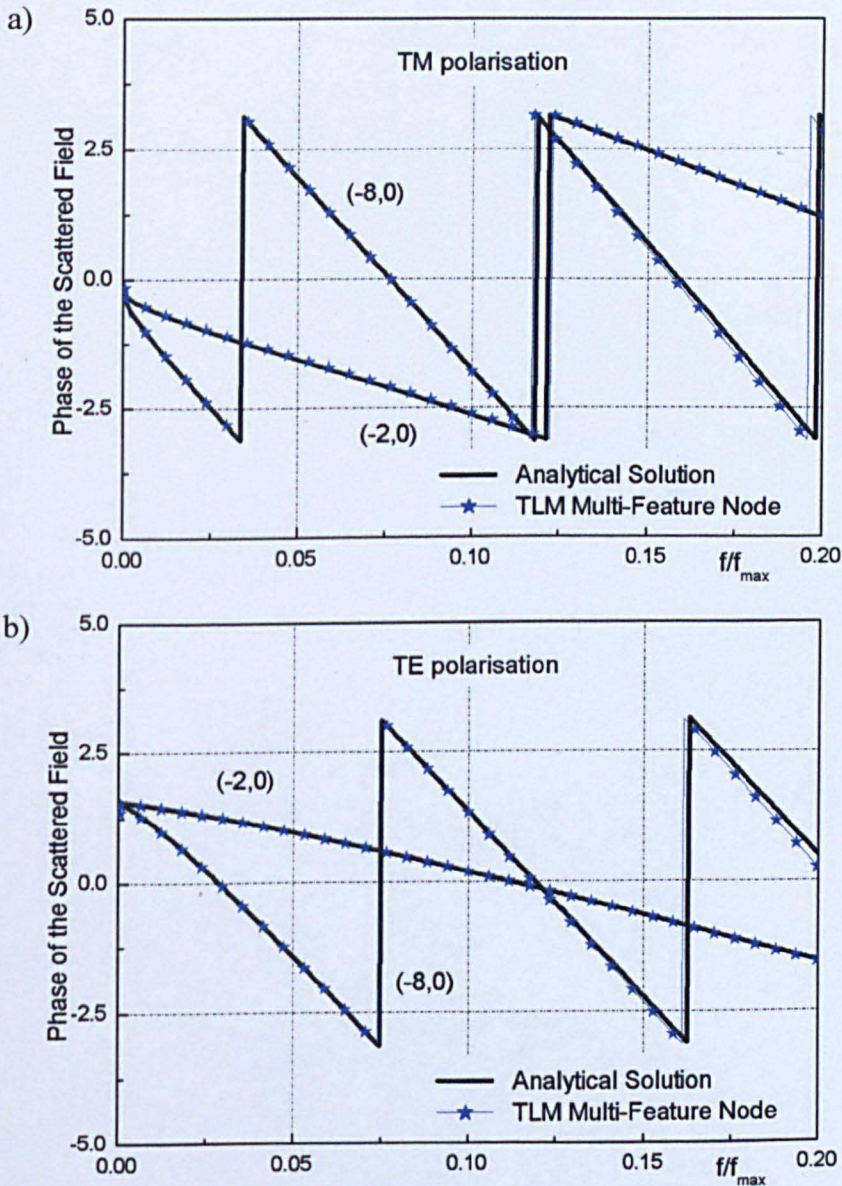 a)
5.0
TM polarisation
2.5
(-8,0)
0.0
Phase of the Scattered Field
(-2,0)
-2.5
Analytical Solution
TLM Multi-Feature Node
-5.0
0.00 0.05 0.10 0.15 f/fmax 0.20
b)
5.0
TE polarisation
2.5
(-2,0)
0.0
Phase of the Scattered Field
(-8,0)
-2.5
Analytical Solution
TLM Multi-Feature Node
-5.0
0.00 0.05 0.10 0.15 f/fmax 0.20